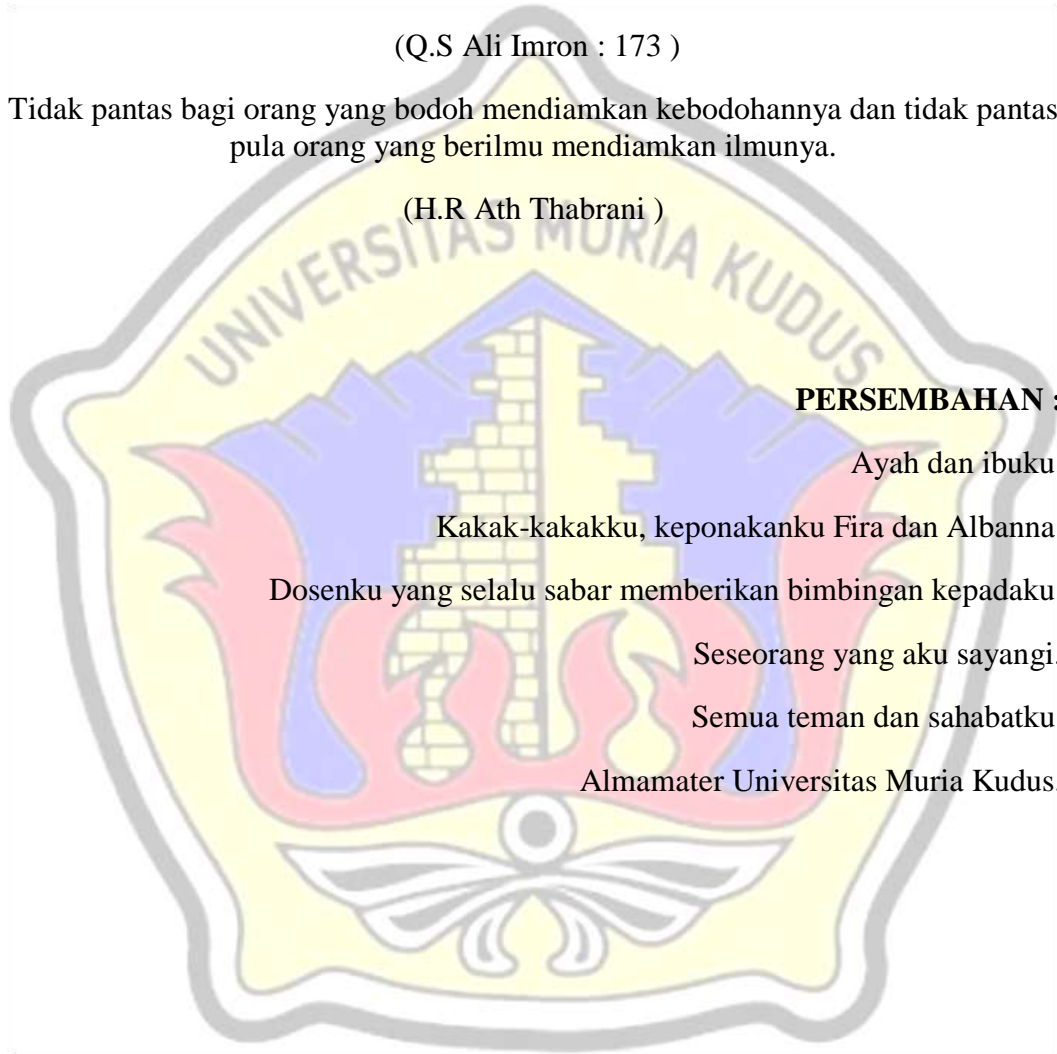 (Q.S Ali Imron : 173 )
Tidak pantas bagi orang yang bodoh mendiamkan kebodohannya dan tidak pantas
pula orang yang berilmu mendiamkan ilmunya.
(H.R Ath Thabrani )
UNIVERSITAS MURIA KUDUS
PERSEMBAHAN :
Ayah dan ibuku
Kakak-kakakku, keponakanku Fira dan Albanna
Dosenku yang selalu sabar memberikan bimbingan kepadaku
Seseorang yang aku sayangi.
Semua teman dan sahabatku
Almamater Universitas Muria Kudus.